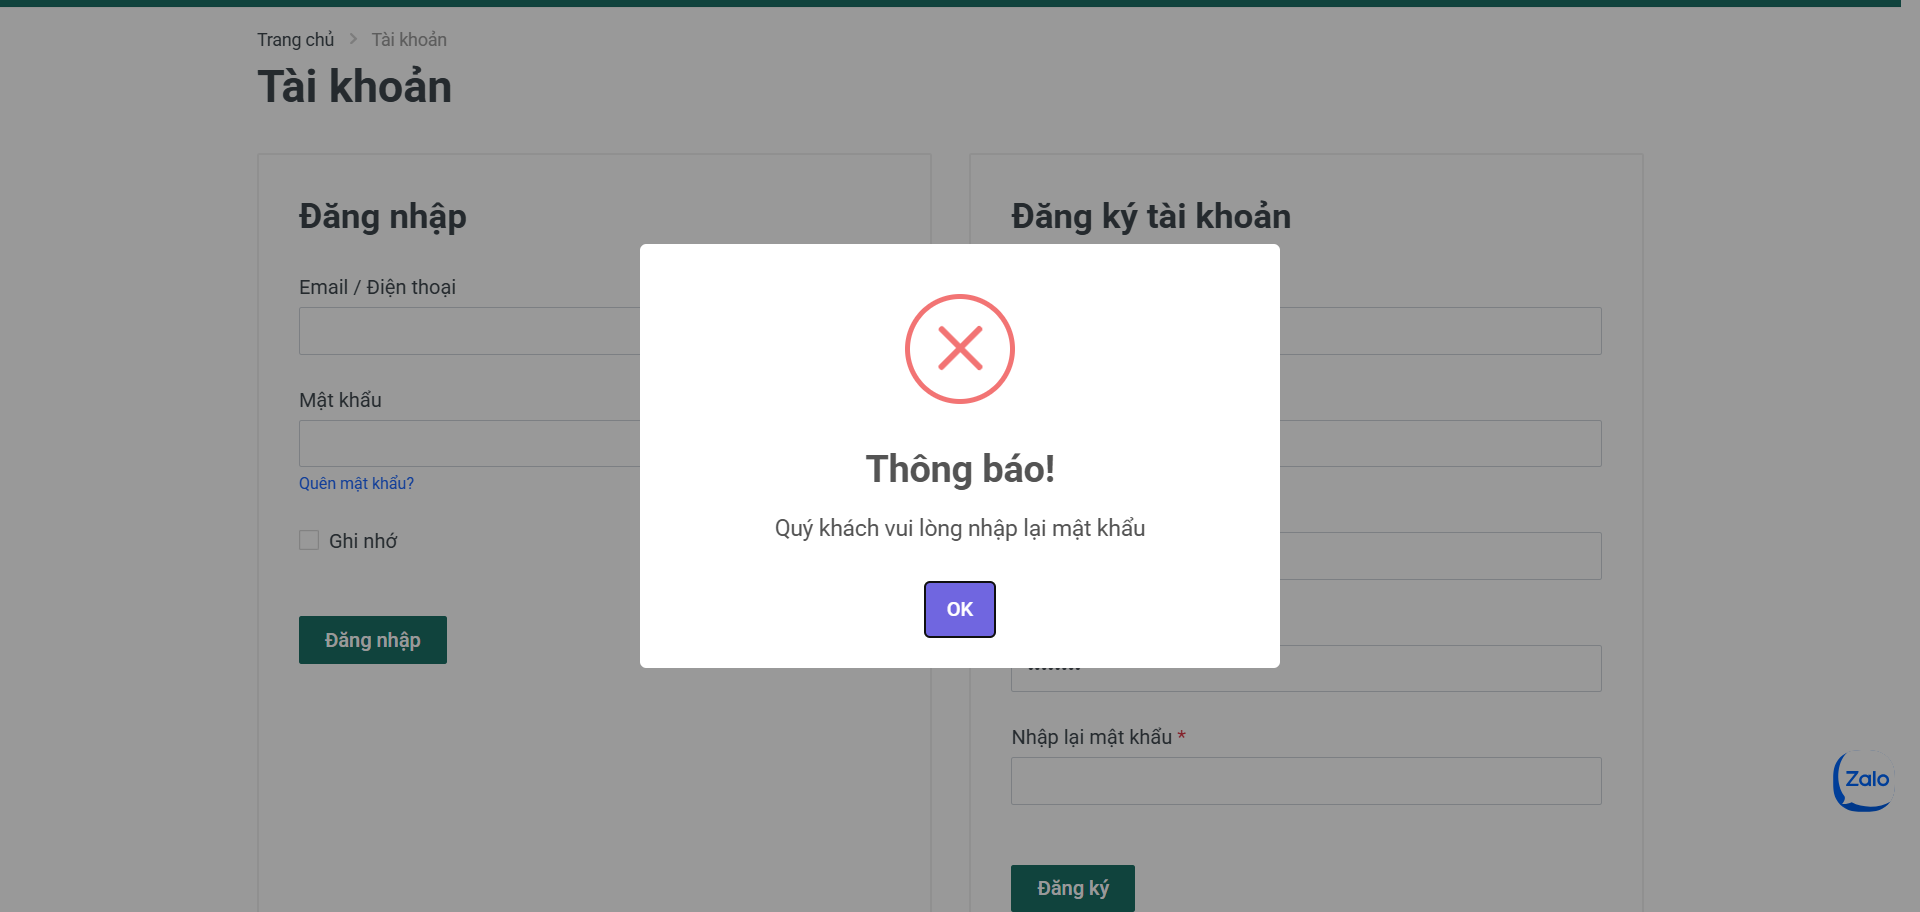 Trang chủ
Tài khoản
Tài khoản
Đăng nhập
Email / Điện thoại
Mật khẩu
Quên mật khẩu?
Ghi nhớ
Đăng nhập
Đăng ký tài khoản
Thông báo!
Quý khách vui lòng nhập lại mật khẩu
OK
Nhập lại mật khẩu *
Đăng ký
Zalo